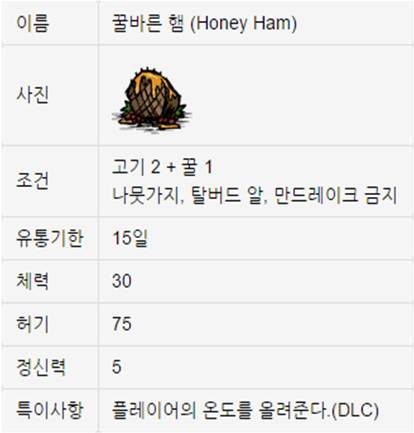 이름 꿀바른 햄 (Honey Ham)
사진
조건 고기 2 + 꿀 1
나뭇가지, 탈버드 알, 만드레이크 금지
유통기한 15일
체력 30
허기 75
정신력 5
특이사항 플레이어의 온도를 올려준다.(DLC)